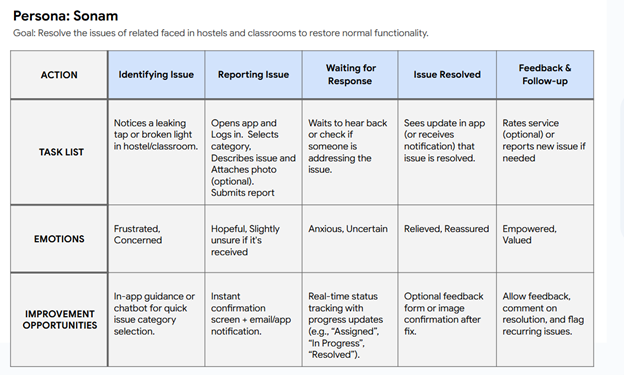 Persona: Sonam
Goal: Resolve the issues of related faced in hostels and classrooms to restore normal functionality.
ACTION
Identifying Issue
Reporting Issue
Waiting for
Response
Issue Resolved
Feedback &
Follow-up
TASK LIST
Notices a leaking
tap or broken light
in hostel/classroom.
Opens app and
Logs in. Selects
category,
Describes issue and
Attaches photo
(optional).
Submits report
Waits to hear back
or check if
someone is
addressing the
issue.
Sees update in app
(or receives
notification) that
issue is resolved.
Rates service
(optional) or
reports new issue if
needed
EMOTIONS
Frustrated,
Concerned
Hopeful, Slightly
unsure if it's
received
Anxious, Uncertain
Relieved, Reassured
Empowered,
Valued
IMPROVEMENT
OPPORTUNITIES
In-app guidance or
chatbot for quick
issue category
selection.
Instant
confirmation
screen + email/app
notification.
Real-time status
tracking with
progress updates
(e.g., “Assigned”,
“In Progress”,
“Resolved”).
Optional feedback
form or image
confirmation after
fix.
Allow feedback,
comment on
resolution, and flag
recurring issues.